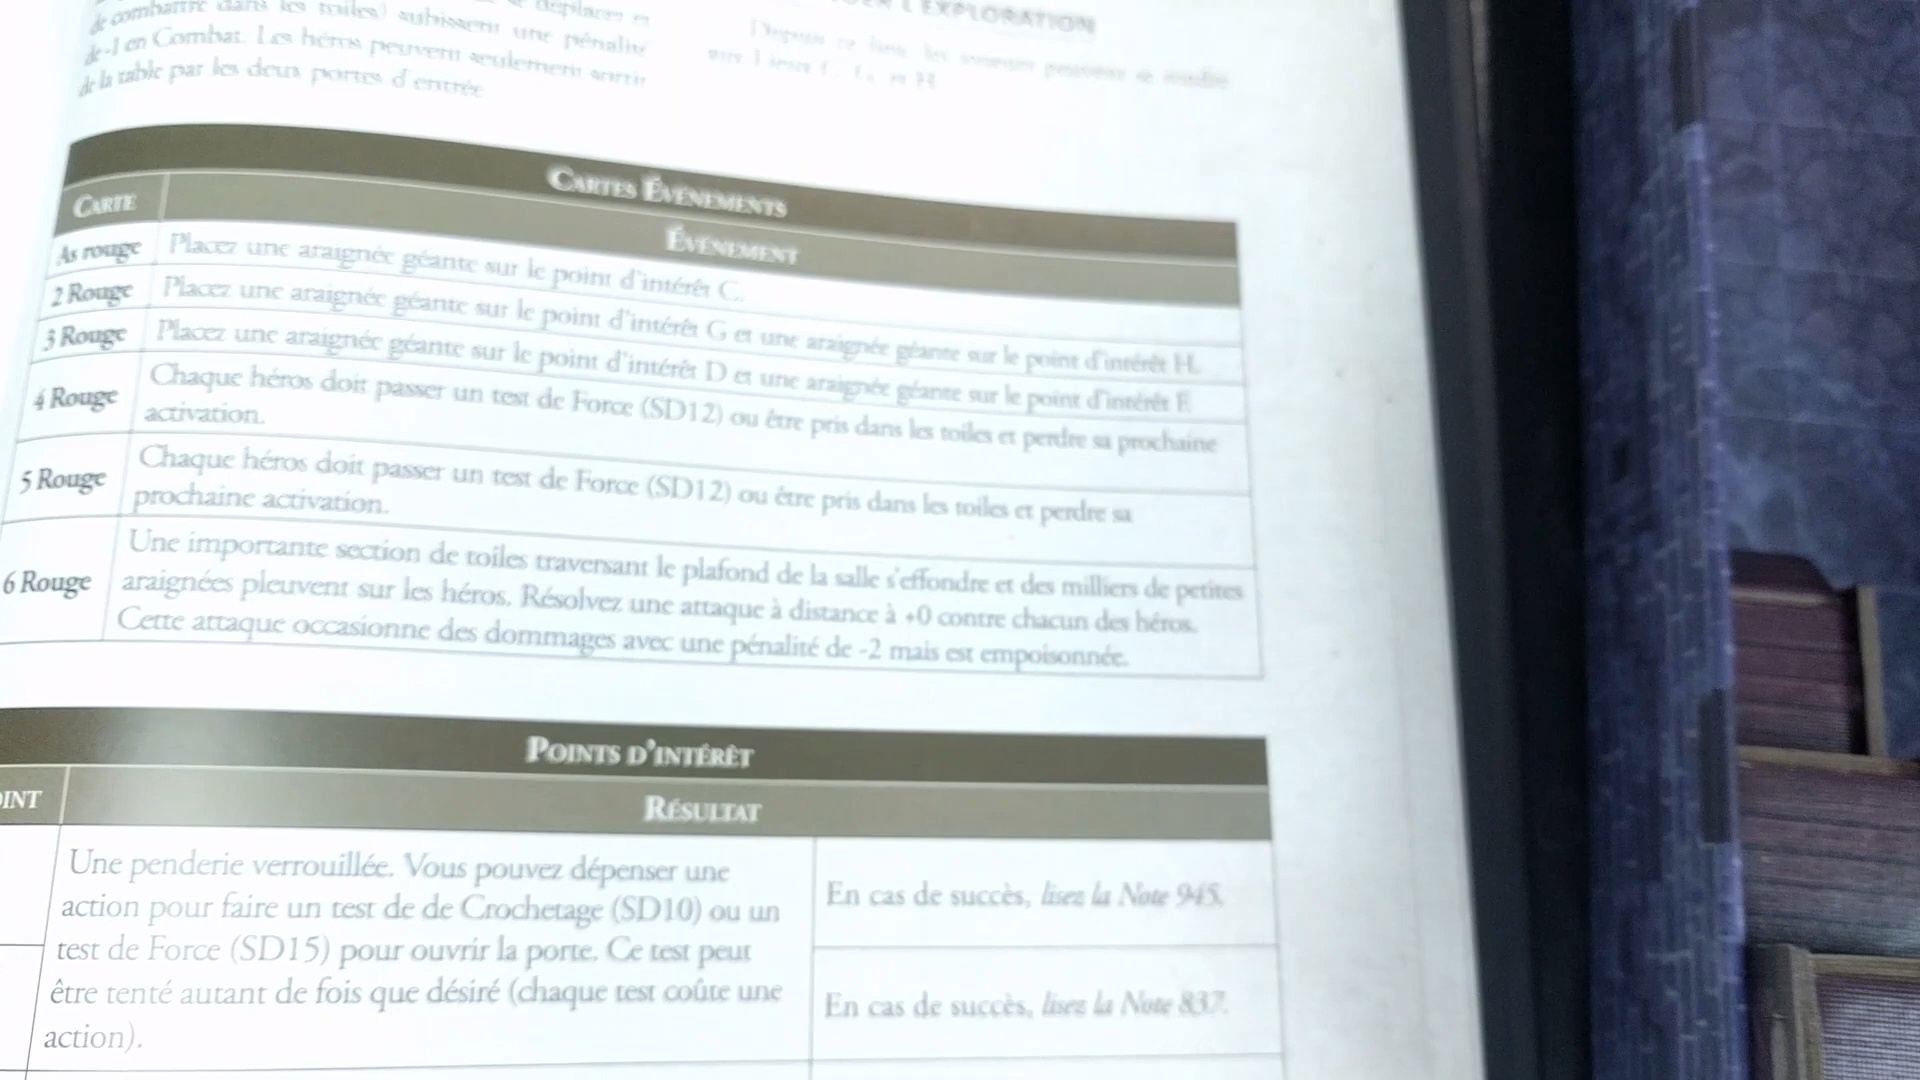 de combattre dans les toiles) subissent une pénalité
de -1 en Combat. Les héros peuvent seulement sortir
de la table par les deux portes d'entrée
L'EXPLORATION
CARTES ÉVÉNEMENTS
CARTE
ÉVÉNEMENT
As rouge Placez une araignée géante sur le point d'intérêt C.
2 Rouge Placez une araignée géante sur le point d'intérêt G et une araignée géante sur le point d'intérêt H.
3 Rouge Placez une araignée géante sur le point d'intérêt D et une araignée géante sur le point d'intérêt
4 Rouge Chaque héros doit passer un test de Force (SD12) ou être pris dans les toiles et perdre sa prochaine
activation.
5 Rouge Chaque héros doit passer un test de Force (SD12) ou être pris dans les toiles et perdre sa
prochaine activation.
Une importante section de toiles traversant le plafond de la salle s'effondre et des milliers de petites
6 Rouge araignées pleuvent sur les héros. Résolvez une attaque à distance à +0 contre chacun des héros.
Cette attaque occasionne des dommages avec une pénalité de -2 mais est empoisonnée.
POINTS D'INTÉRÊT
OINT
RÉSULTAT
Une penderie verrouillée. Vous pouvez dépenser une
action pour faire un test de de Crochetage (SD10) ou un
test de Force (SD15) pour ouvrir la porte. Ce test peut
être tenté autant de fois que désiré (chaque test coûte une
action).
En cas de succès, lisez la Note 945.
En cas de succès, lisez la Note 837.